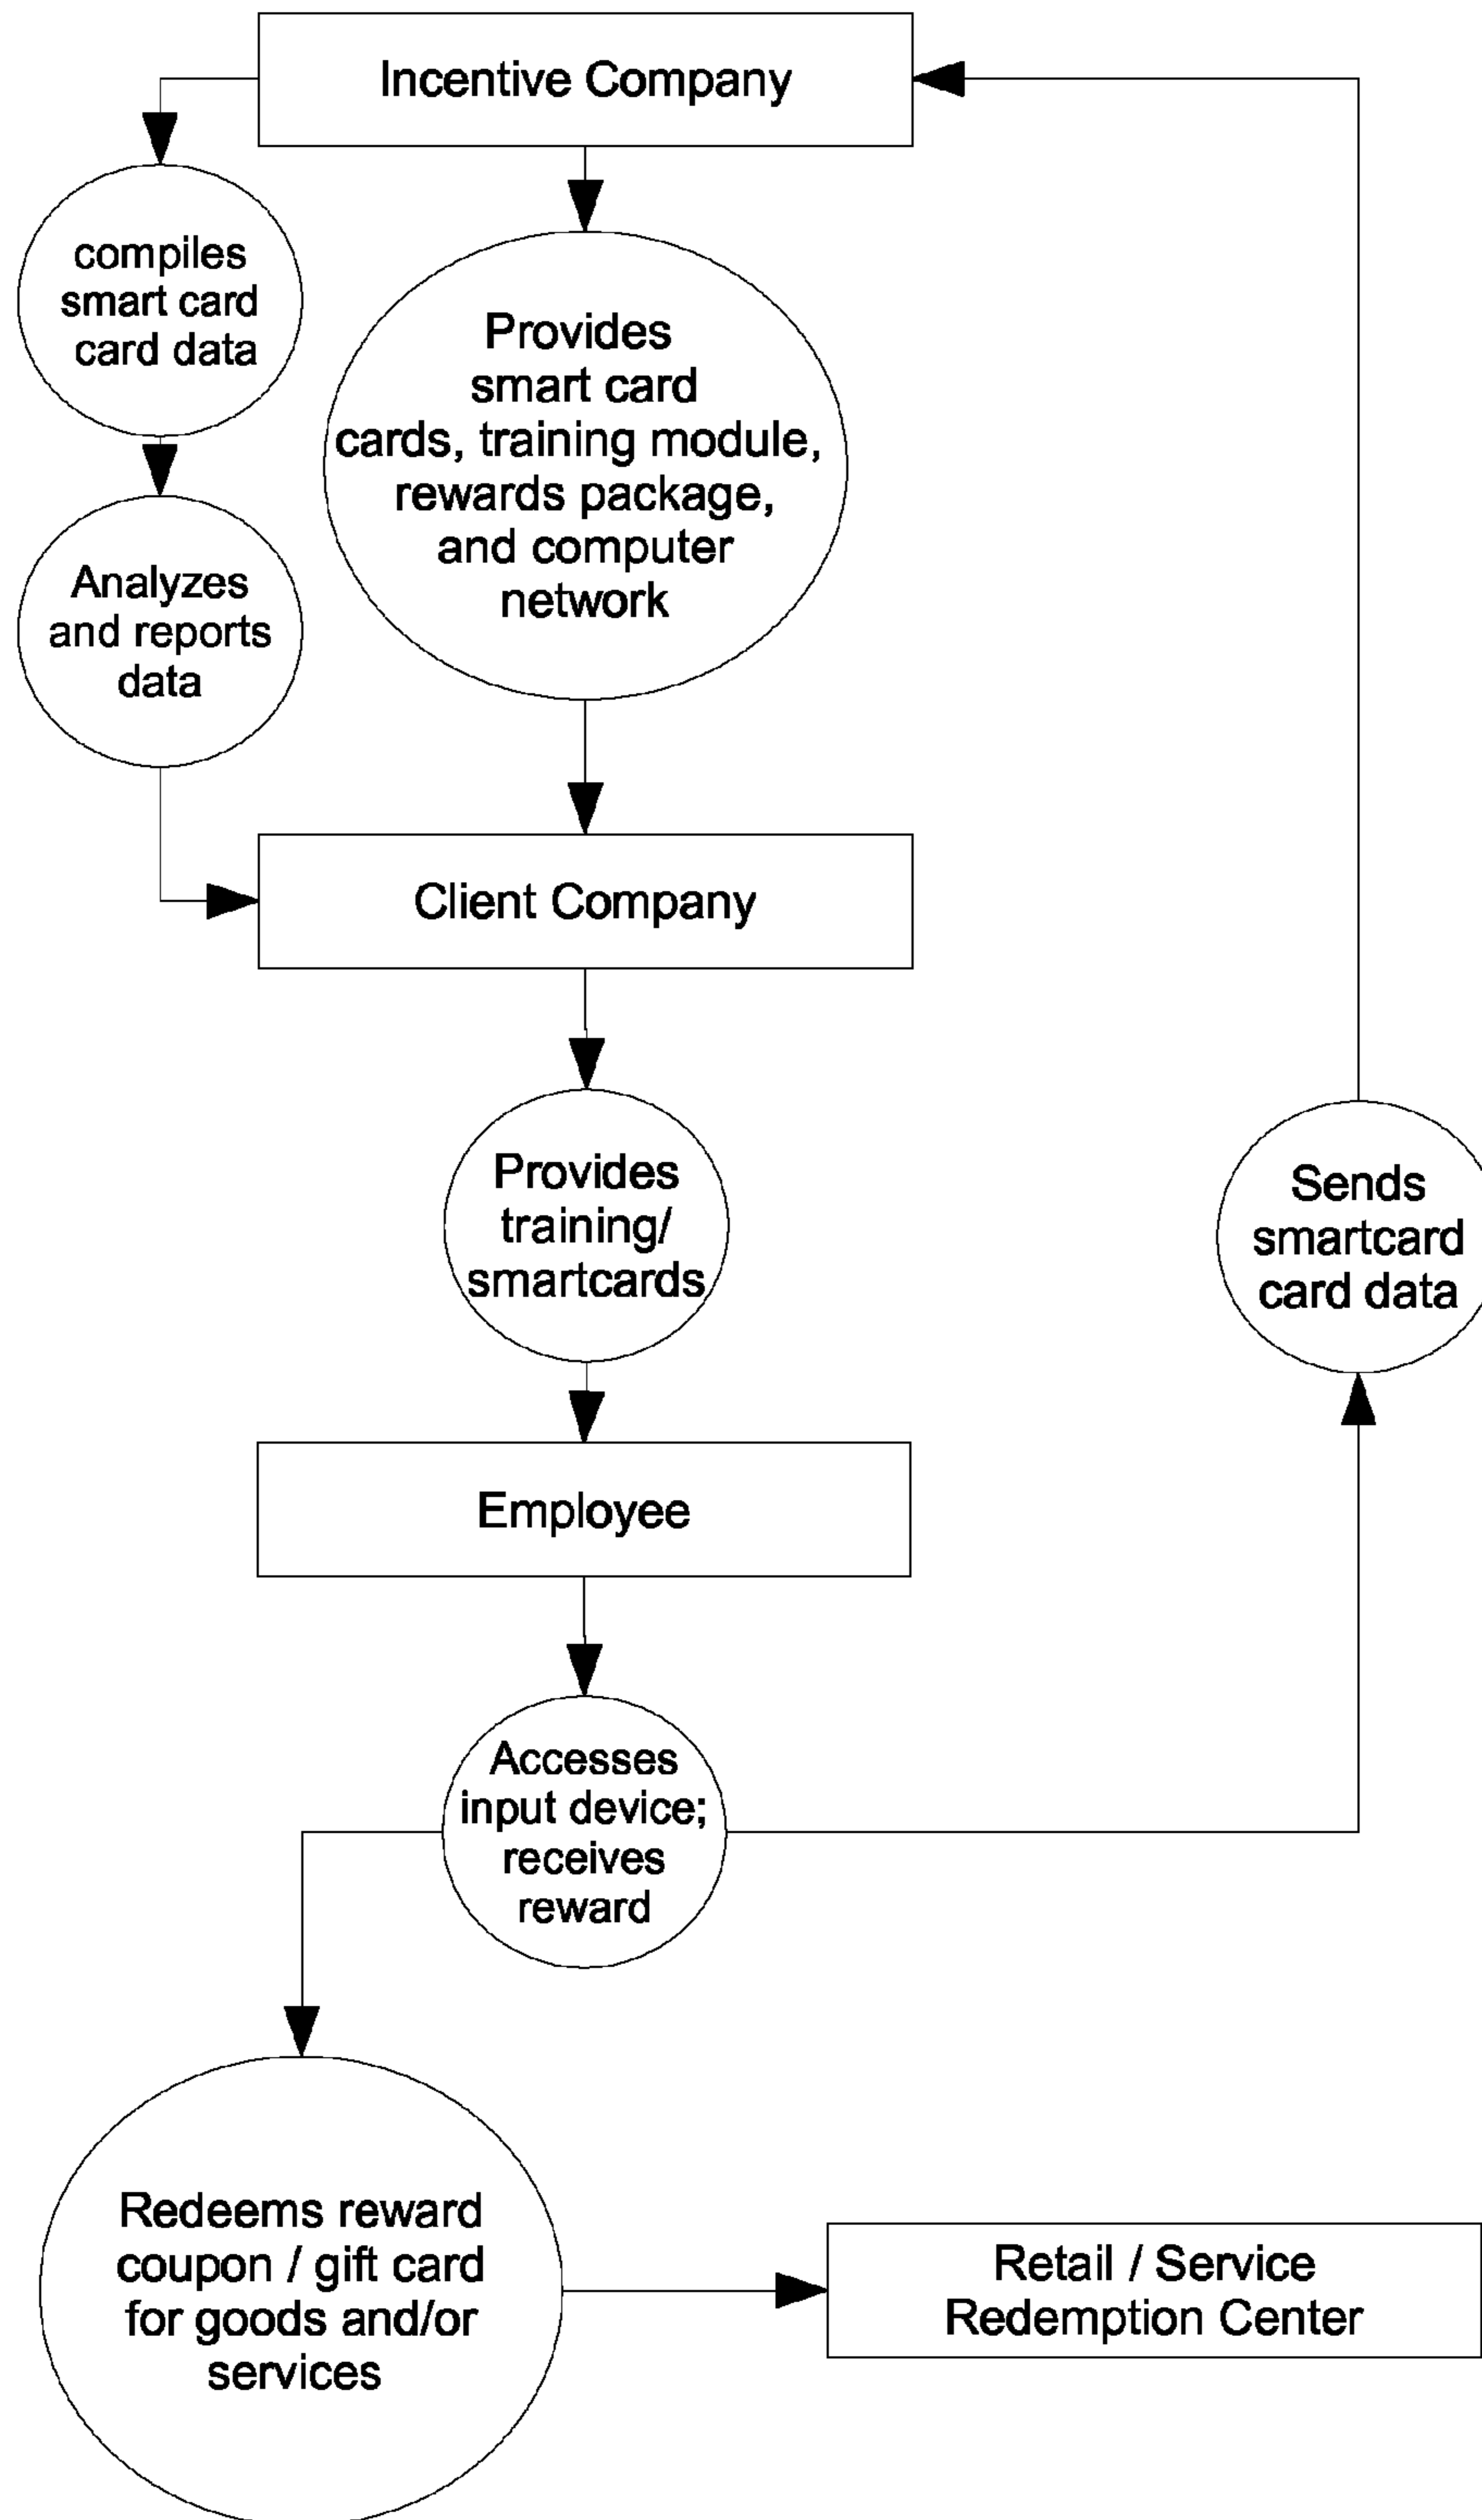 Incentive Company
compiles
smart card
card data
Provides
smart card
cards, training module,
rewards package,
and computer
network
Analyzes
and reports
data
Client Company
Provides
training/
smartcards
Sends
smartcard
card data
Employee
Accesses
input device;
receives
reward
Redeems reward
coupon / gift card
for goods and/or
services
Retail / Service
Redemption Center